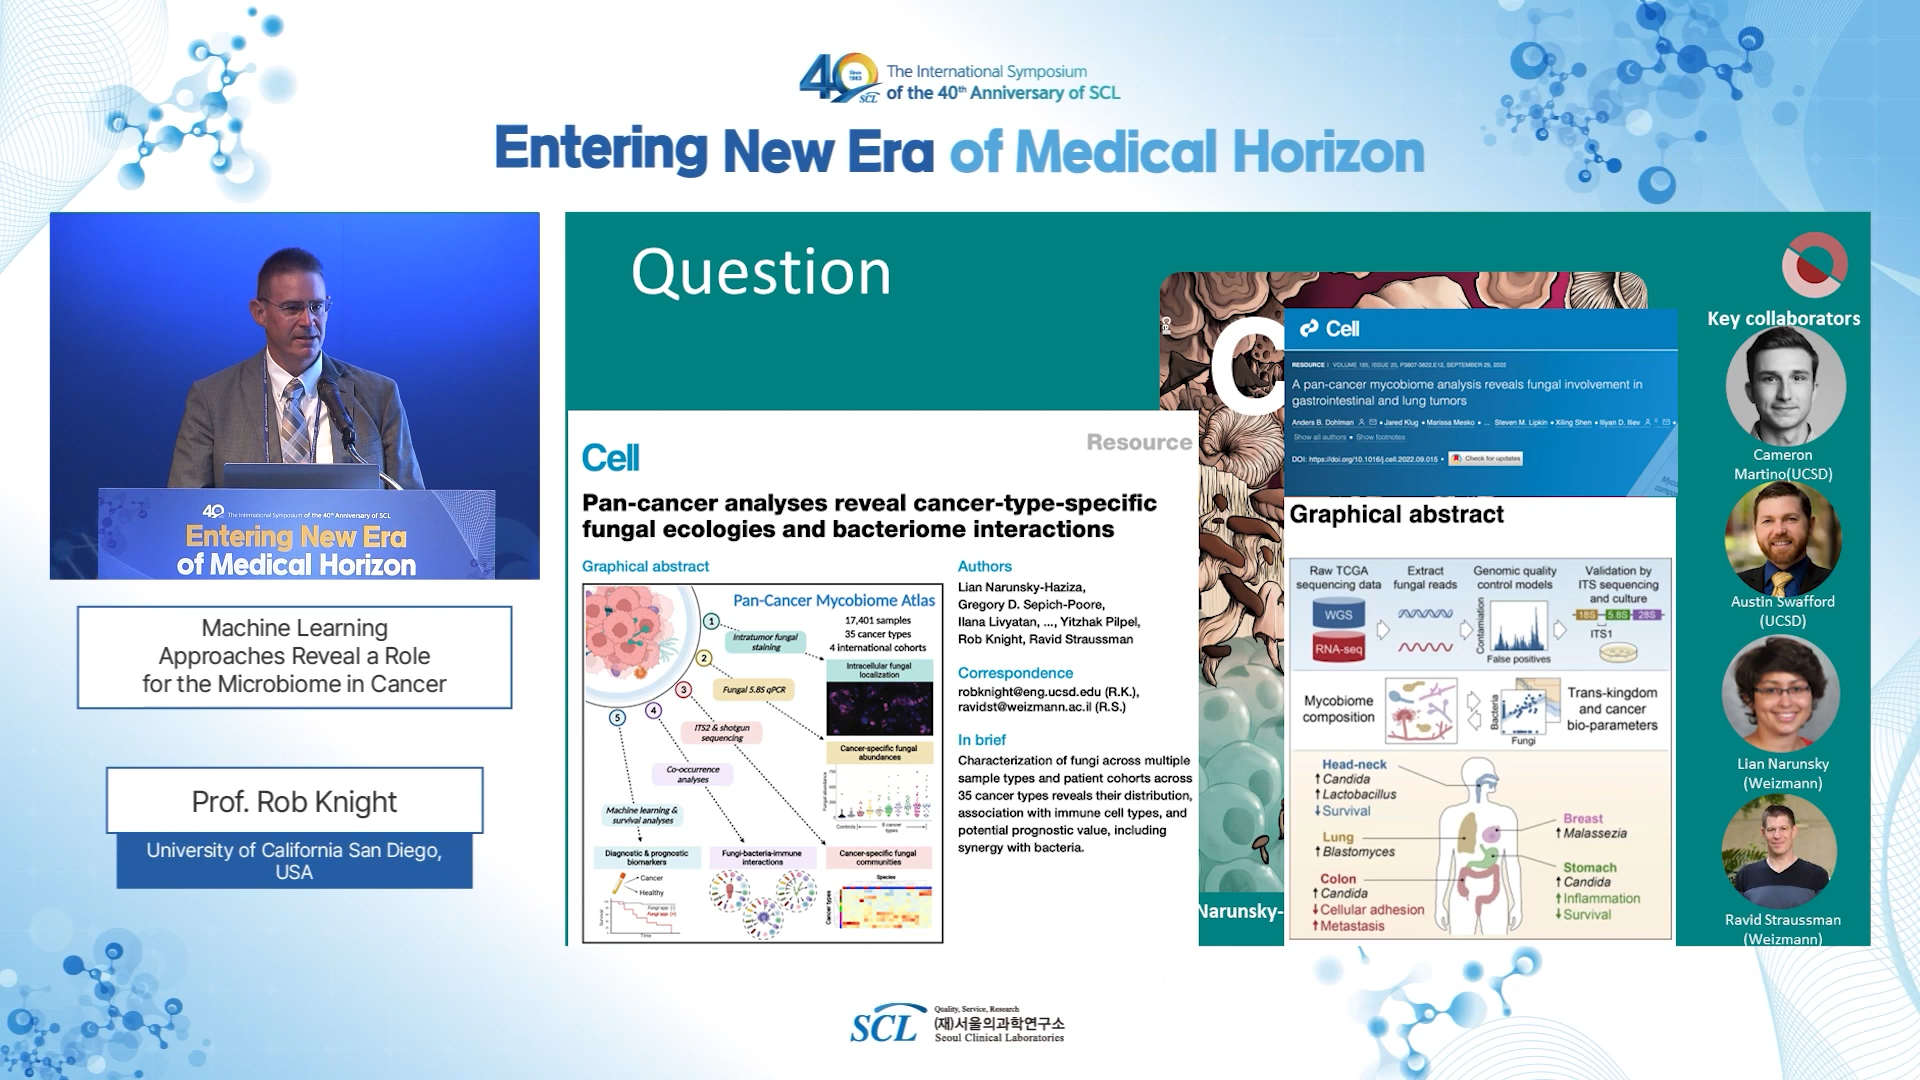 40
Since 1983
SCL
The International Symposium
of the 40th Anniversary of SCL
Entering New Era of Medical Horizon
40 The International Symposium of the 40th Anniversary of SCL
Entering New Era
of Medical Horizon
Machine Learning
Approaches Reveal a Role
for the Microbiome in Cancer
Prof. Rob Knight
University of California San Diego,
USA
Question
Resource
Cell
Pan-cancer analyses reveal cancer-type-specific
fungal ecologies and bacteriome interactions
Graphical abstract
Pan-Cancer Mycobiome Atlas
17,401 samples
35 cancer types
4 international cohorts
1
Intratumor fungal
staining
2
Fungal 5.8S qPCR
3
ITS2 & shotgun
sequencing
4
Co-occurrence
analyses
5
Machine learning &
survival analyses
Intracellular fungal
localization
Cancer-specific fungal
abundances
Fungal abundance
Controls
8 cancer
types
Diagnostic & prognostic
biomarkers
Cancer
Healthy
Survival
Fungi spp. (-)
Fungi spp. (+)
Time
Fungi-bacteria-immune
interactions
Cancer-specific fungal
communities
Species
Cancer types
Authors
Lian Narunsky-Haziza,
Gregory D. Sepich-Poore,
Ilana Livyatan, ..., Yitzhak Pilpel,
Rob Knight, Ravid Straussman
Correspondence
robknight@eng.ucsd.edu (R.K.),
ravidst@weizmann.ac.il (R.S.)
In brief
Characterization of fungi across multiple
sample types and patient cohorts across
35 cancer types reveals their distribution,
association with immune cell types, and
potential prognostic value, including
synergy with bacteria.
Cell
C
Narunsky-
Cell
RESOURCE | VOLUME 185, ISSUE 20, P3807-3822.E12, SEPTEMBER 29, 2022
A pan-cancer mycobiome analysis reveals fungal involvement in
gastrointestinal and lung tumors
Anders B. Dohlman • Jared Klug • Marissa Mesko • ... Steven M. Lipkin • Xiling Shen • Iliyan D. Iliev
Show all authors • Show footnotes
DOI: https://doi.org/10.1016/j.cell.2022.09.015 • Check for updates
Graphical abstract
Raw TCGA
sequencing data
WGS
RNA-seq
Extract
fungal reads
Genomic quality
control models
Contamination
False positives
Validation by
ITS sequencing
and culture
18S 5.8S 28S
ITS1
Mycobiome
composition
Bacteria
Fungi
Trans-kingdom
and cancer
bio-parameters
Head-neck
↑ Candida
↑ Lactobacillus
↓ Survival
Lung
↑ Blastomyces
Colon
↑ Candida
↓ Cellular adhesion
↑ Metastasis
Breast
↑ Malassezia
Stomach
↑ Candida
↑ Inflammation
↓ Survival
Key collaborators
Cameron
Martino(UCSD)
Austin Swafford
(UCSD)
Lian Narunsky
(Weizmann)
Ravid Straussman
(Weizmann)
SCL
Quality, Service, Research
(재)서울의과학연구소
Seoul Clinical Laboratories